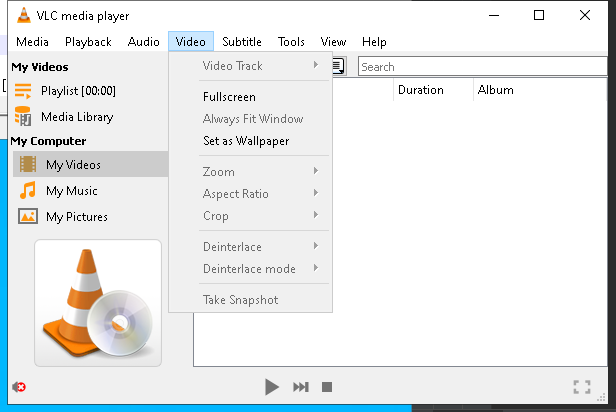 VLC media player
Media Playback Audio Video Subtitle Tools View Help
My Videos
Playlist [00:00]
Media Library
My Computer
My Videos
My Music
My Pictures
Video Track
Fullscreen
Always Fit Window
Set as Wallpaper
Zoom
Aspect Ratio
Crop
Deinterlace
Deinterlace mode
Take Snapshot
Search
Duration Album